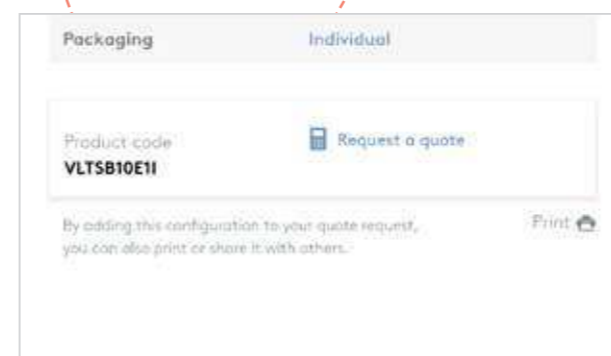 Packaging Individual
Product code
Request a quote
VLTSB10E1I
By adding this configuration to your quote request,
you can also print or share it with others.
Print